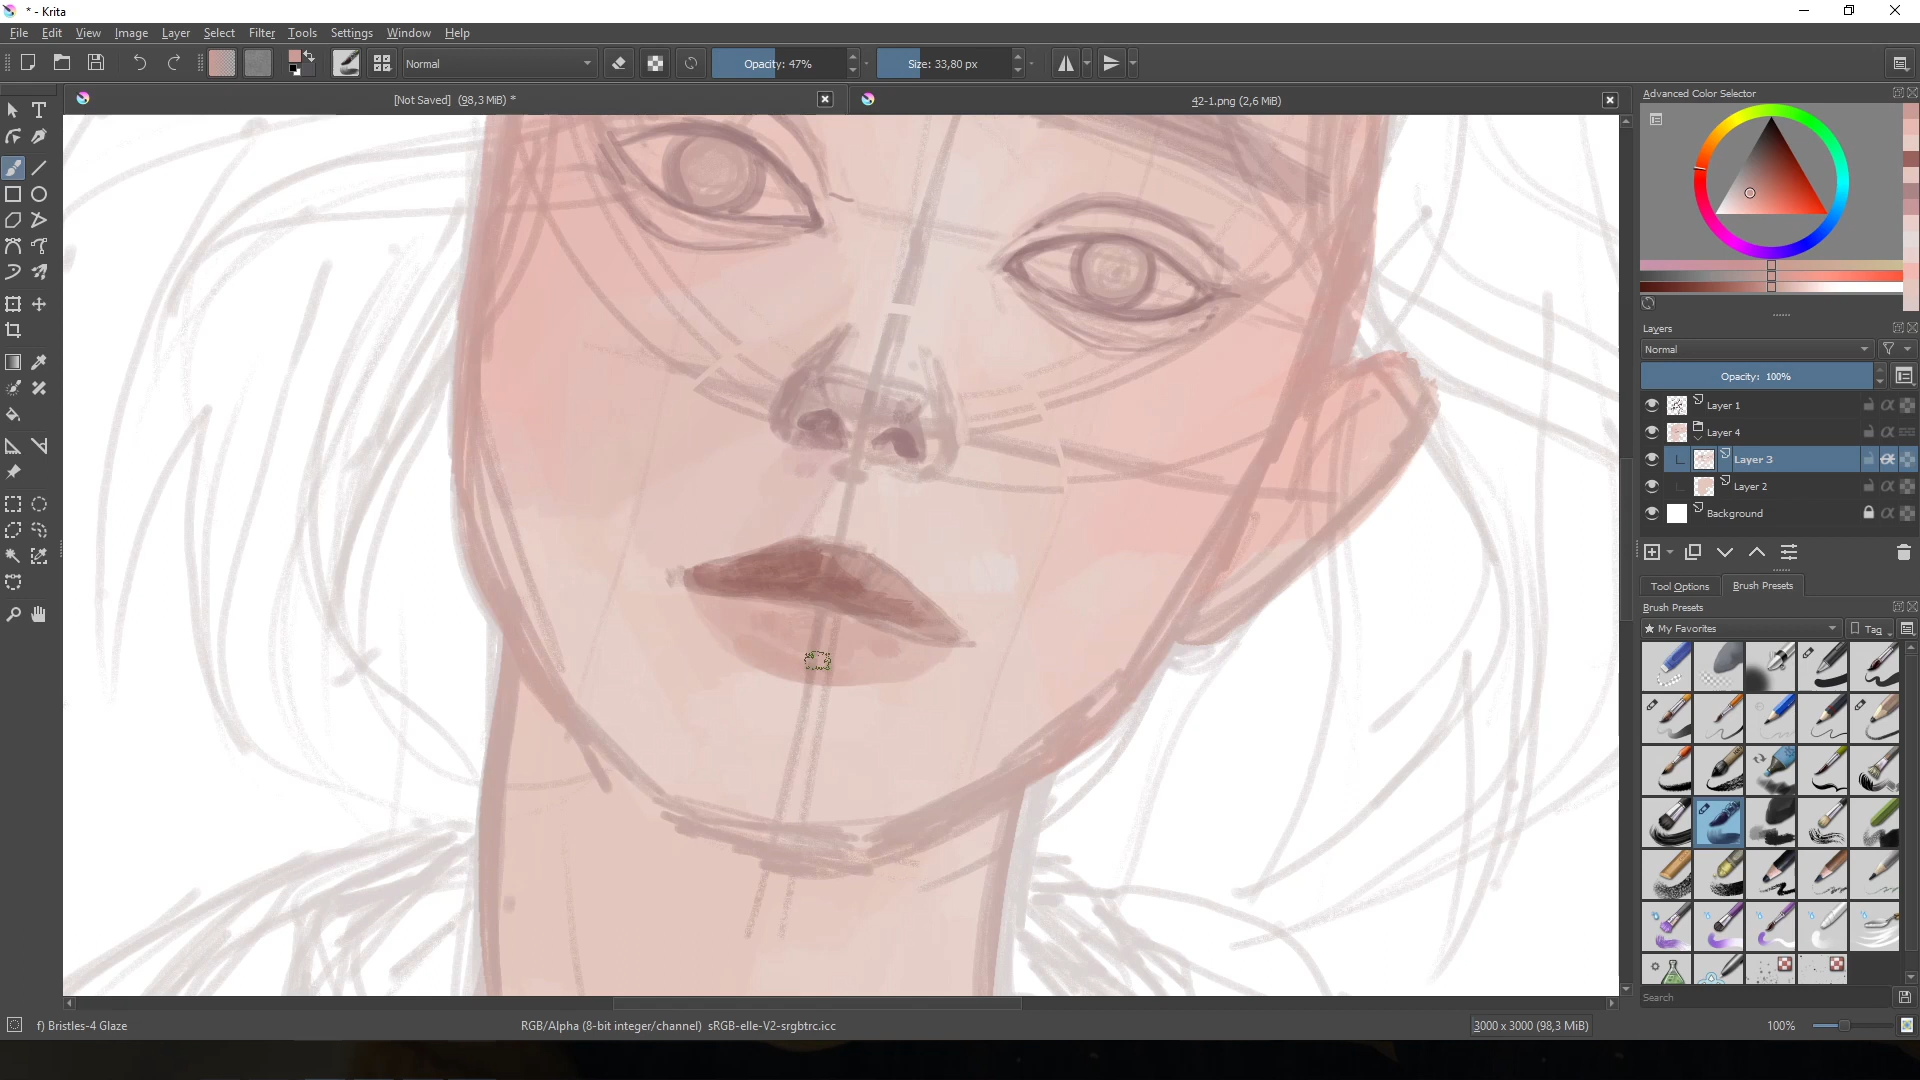 * - Krita
File Edit View Image Layer Select Filter Tools Settings Window Help
Normal Opacity: 47% Size: 33,80 px
[Not Saved] (98,3 MiB) * 42-1.png (2,6 MiB)
Advanced Color Selector
Layers
Normal
Opacity: 100%
Layer 1
Layer 4
Layer 3
Layer 2
Background
Tool Options Brush Presets
Brush Presets
My Favorites Tag
Search
f) Bristles-4 Glaze RGB/Alpha (8-bit integer/channel) sRGB-elle-V2-srgbtrc.icc 3000 x 3000 (98,3 MiB) 100%